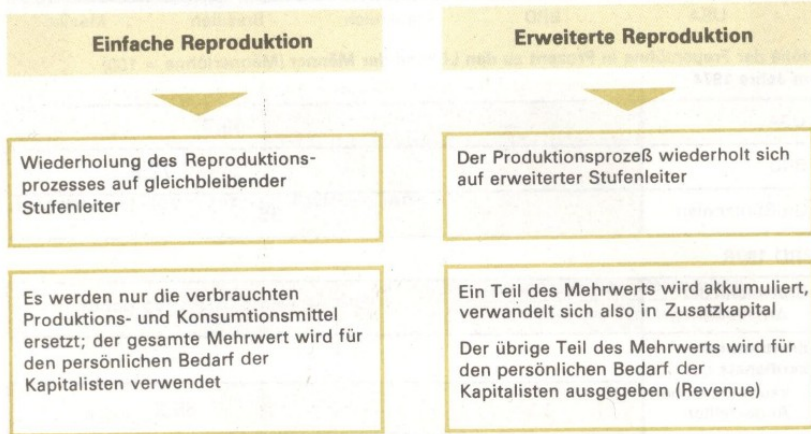 Einfache Reproduktion
Wiederholung des Reproduktions-
prozesses auf gleichbleibender
Stufenleiter
Es werden nur die verbrauchten
Produktions- und Konsumtionsmittel
ersetzt; der gesamte Mehrwert wird für
den persönlichen Bedarf der
Kapitalisten verwendet
Erweiterte Reproduktion
Der Produktionsprozeß wiederholt sich
auf erweiterter Stufenleiter
Ein Teil des Mehrwerts wird akkumuliert,
verwandelt sich also in Zusatzkapital
Der übrige Teil des Mehrwerts wird für
den persönlichen Bedarf der
Kapitalisten ausgegeben (Revenue)